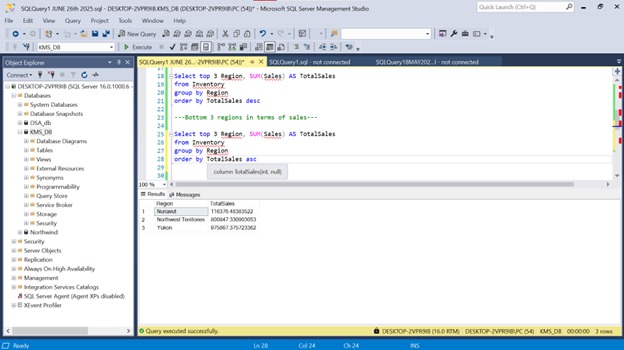 SQLQuery1 JUNE 26th 2025.sql - DESKTOP-2VPR9IB.KMS_DB (DESKTOP-2VPR9IB\PC (54))* - Microsoft SQL Server Management Studio
Quick Launch (Ctrl+Q)
File Edit View Query Project Tools Window Help
New Query
KMS_DB
Execute
Object Explorer
Connect
DESKTOP-2VPR9IB (SQL Server 16.0.1000.6 -
Databases
System Databases
Database Snapshots
DSA_db
KMS_DB
Database Diagrams
Tables
Views
External Resources
Synonyms
Programmability
Query Store
Service Broker
Storage
Security
Northwind
Security
Server Objects
Replication
Always On High Availability
Management
Integration Services Catalogs
SQL Server Agent (Agent XPs disabled)
XEvent Profiler
SQLQuery1 JUNE 26...-2VPR9IB\PC (54))*
SQLQuery1.sql - not connected
SQLQuery18MAY202...l - not connected
17
18 Select top 3 Region, SUM(Sales) AS TotalSales
19 from Inventory
20 group by Region
21 order by TotalSales desc
22
23 ---Bottom 3 regions in terms of sales---
24
25 Select top 3 Region, SUM(Sales) AS TotalSales
26 from Inventory
27 group by Region
28 order by TotalSales asc
29
column TotalSales(int, null)
30
100 %
Results Messages
Region TotalSales
1 Nunavut 116376.48383522
2 Northwest Territories 800847.330903053
3 Yukon 975867.375723362
Query executed successfully.
DESKTOP-2VPR9IB (16.0 RTM) DESKTOP-2VPR9IB\PC (54) KMS_DB 00:00:00 3 rows
Ready
Ln 28 Col 24 Ch 24 INS